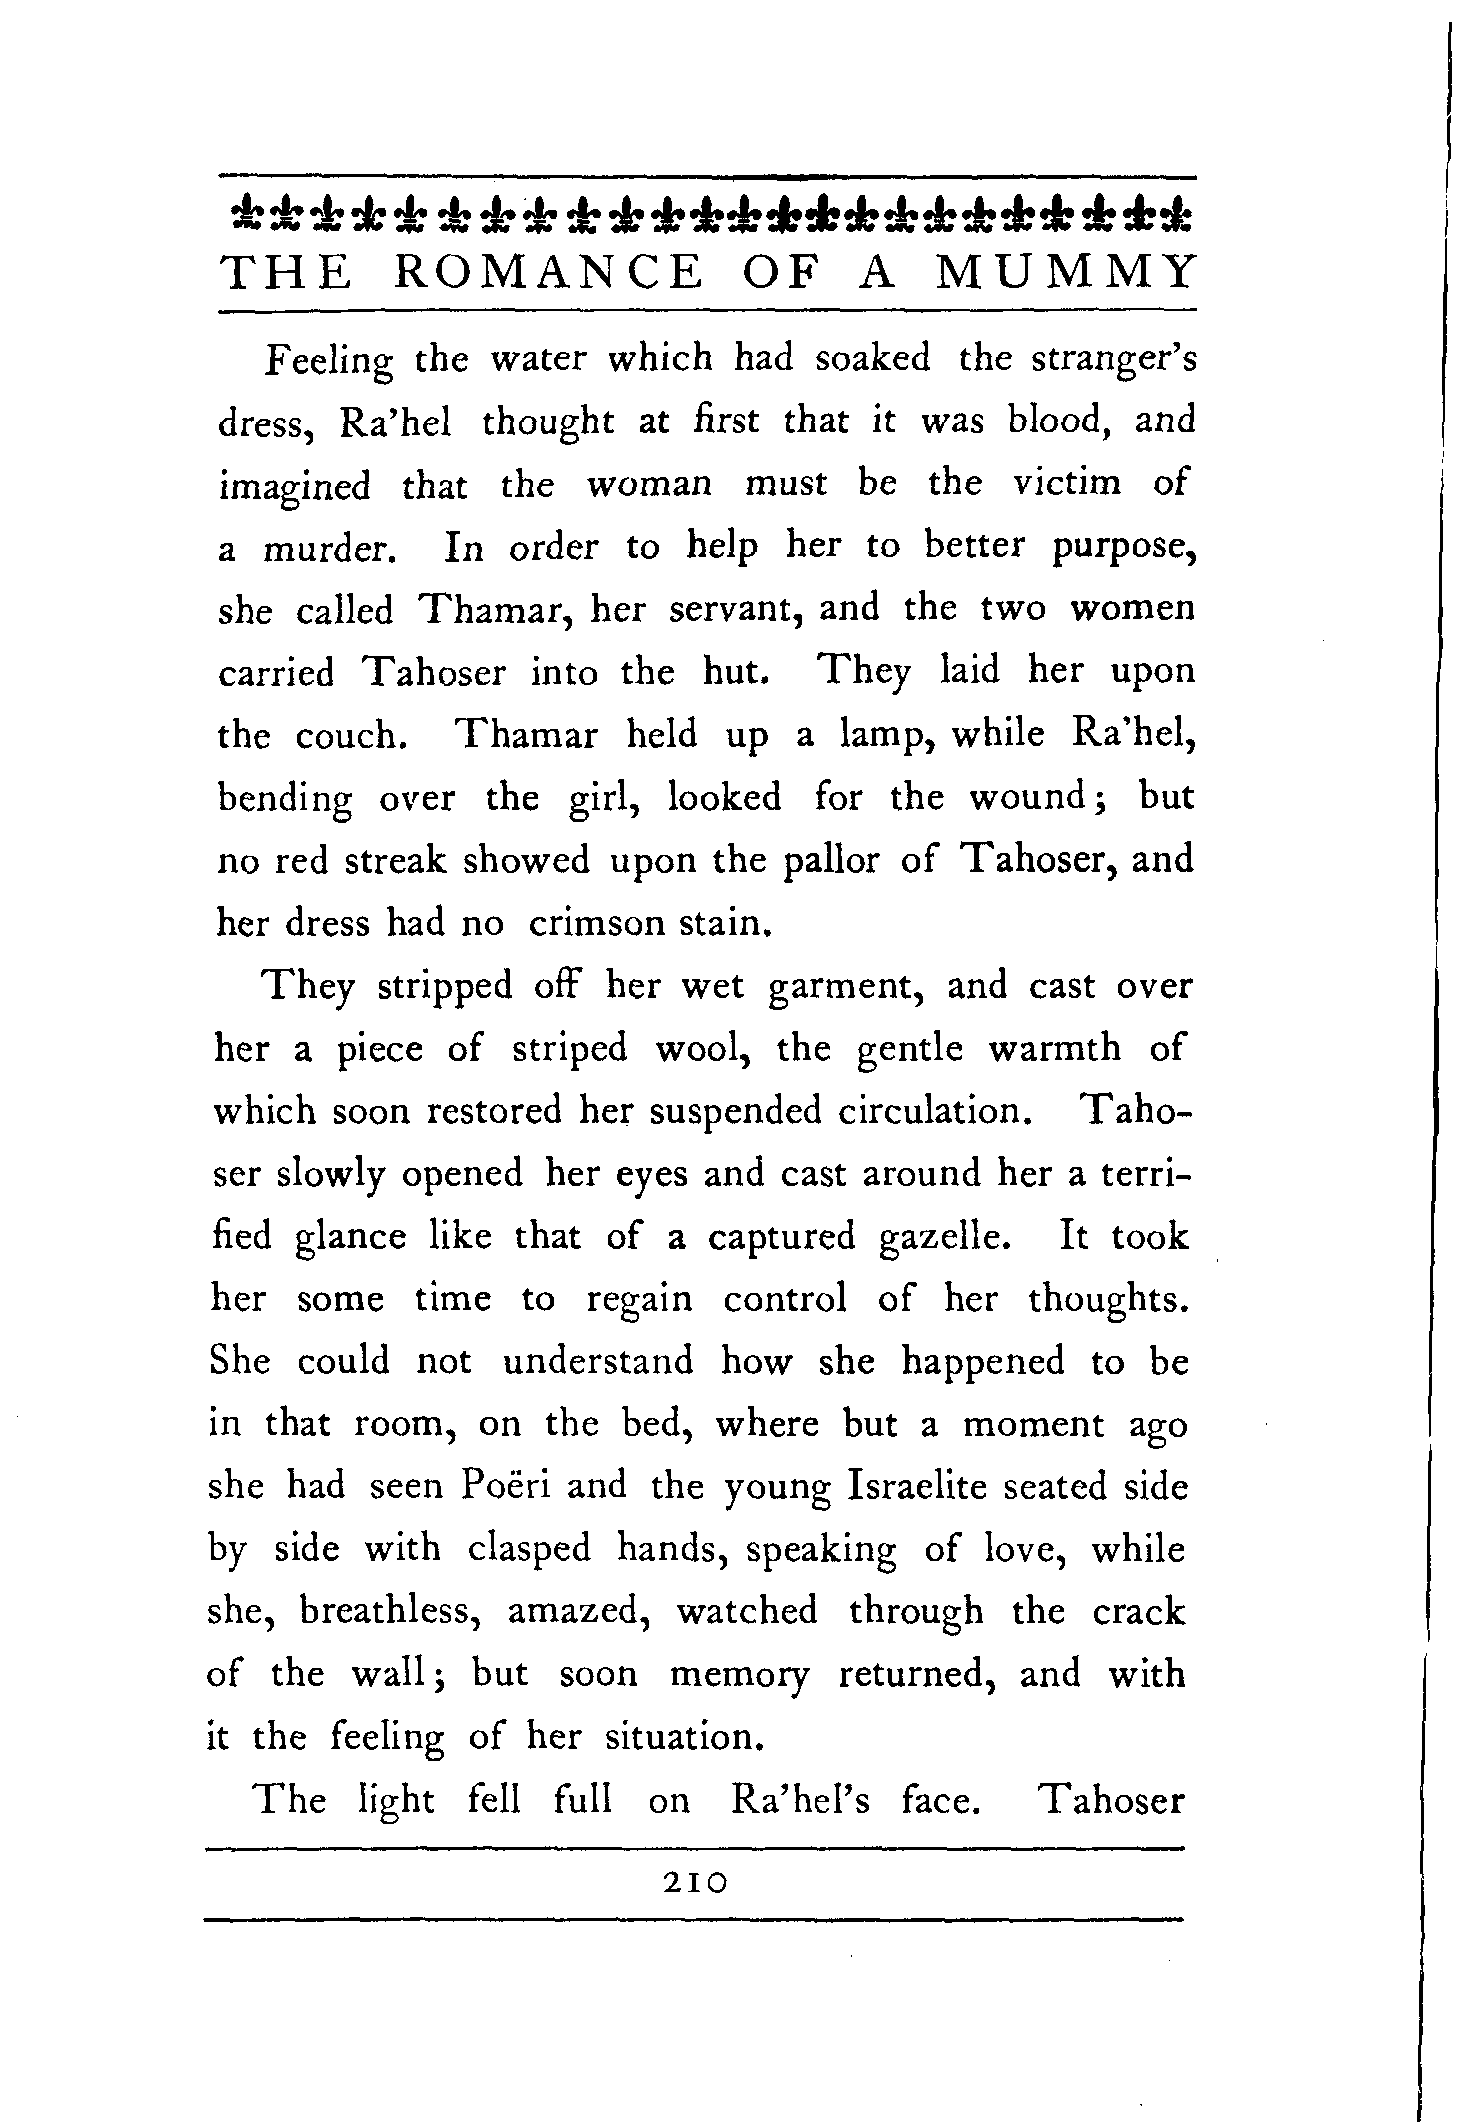 THE ROMANCE OF A MUMMY
Feeling the water which had soaked the stranger's
dress, Ra'hel thought at first that it was blood, and
imagined that the woman must be the victim of
a murder. In order to help her to better purpose,
she called Thamar, her servant, and the two women
carried Tahoser into the hut. They laid her upon
the couch. Thamar held up a lamp, while Ra'hel,
bending over the girl, looked for the wound; but
no red streak showed upon the pallor of Tahoser, and
her dress had no crimson stain.
They stripped off her wet garment, and cast over
her a piece of striped wool, the gentle warmth of
which soon restored her suspended circulation. Taho-
ser slowly opened her eyes and cast around her a terri-
fied glance like that of a captured gazelle. It took
her some time to regain control of her thoughts.
She could not understand how she happened to be
in that room, on the bed, where but a moment ago
she had seen Poëri and the young Israelite seated side
by side with clasped hands, speaking of love, while
she, breathless, amazed, watched through the crack
of the wall; but soon memory returned, and with
it the feeling of her situation.
The light fell full on Ra'hel's face. Tahoser
210